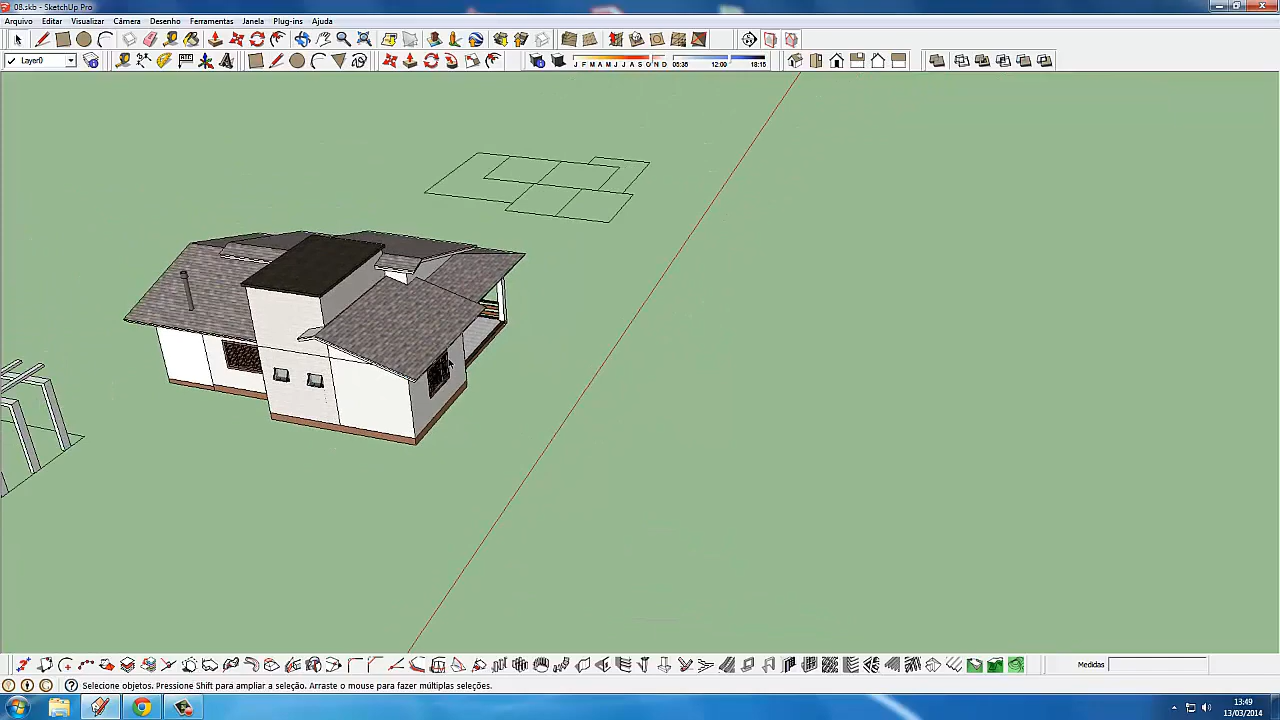 08.skb - SketchUp Pro
Arquivo Editar Visualizar Câmera Desenho Ferramentas Janela Plug-ins Ajuda
Layer0
J F M A M J J A S O N D 06:36 12:00 18:15
Medidas
Selecione objetos. Pressione Shift para ampliar a seleção. Arraste o mouse para fazer múltiplas seleções.
13:49
13/03/2014